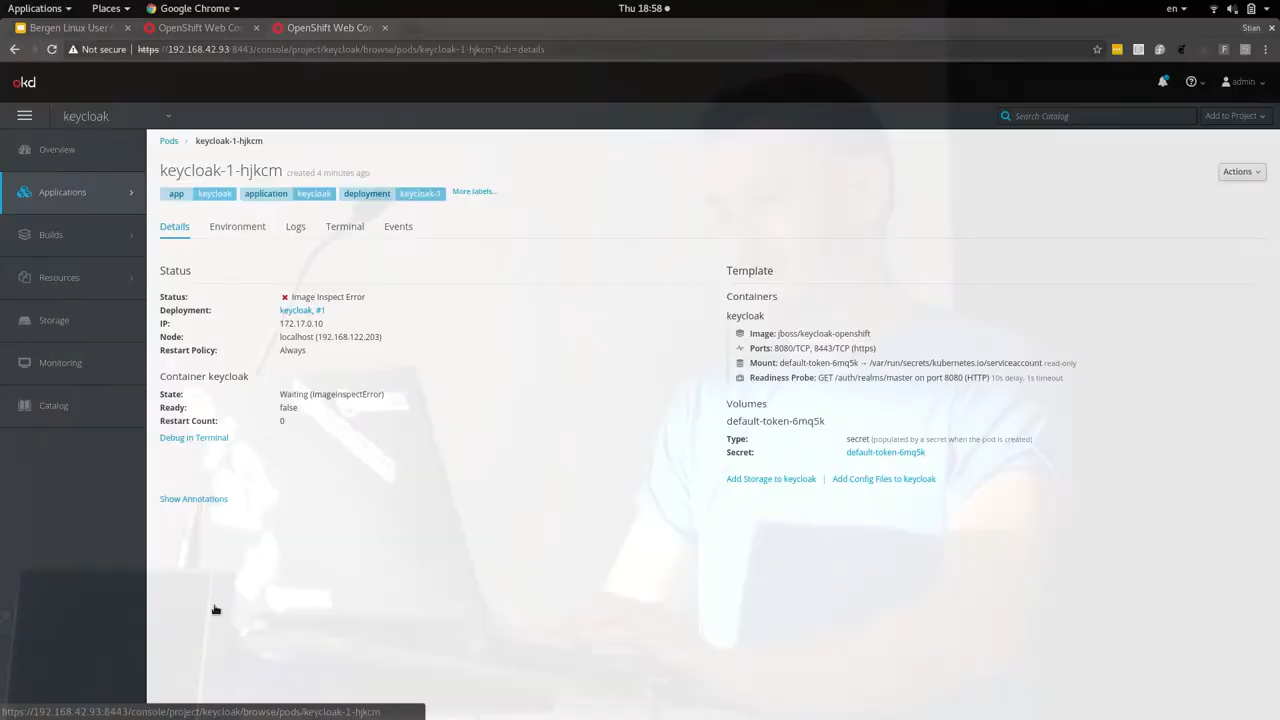 Applications Places Thu 18:58 en
Bergen Linux User G × OpenShift Web Con × OpenShift Web Con × Stian ×
Not secure https://192.168.42.93:8443/console/project/keycloak/browse/pods/keycloak-1-hjkcm?tab=details
okd admin
keycloak Search Catalog Add to Project
Overview
Applications
Builds
Resources
Storage
Monitoring
Catalog
Pods › keycloak-1-hjkcm
keycloak-1-hjkcm created 4 minutes ago Actions
app keycloak application keycloak deployment keycloak-1 More labels...
Details Environment Logs Terminal Events
Status
Status: Image Inspect Error
Deployment: keycloak, #1
IP: 172.17.0.10
Node: localhost (192.168.122.203)
Restart Policy: Always
Container keycloak
State: Waiting (ImageInspectError)
Ready: false
Restart Count: 0
Debug in Terminal
Show Annotations
Template
Containers
keycloak
Image: jboss/keycloak-openshift
Ports: 8080/TCP, 8443/TCP (https)
Mount: default-token-6mq5k → /var/run/secrets/kubernetes.io/serviceaccount read-only
Readiness Probe: GET /auth/realms/master on port 8080 (HTTP) 10s delay, 1s timeout
Volumes
default-token-6mq5k
Type: secret (populated by a secret when the pod is created)
Secret: default-token-6mq5k
Add Storage to keycloak | Add Config Files to keycloak
https://192.168.42.93:8443/console/project/keycloak/browse/pods/keycloak-1-hjkcm